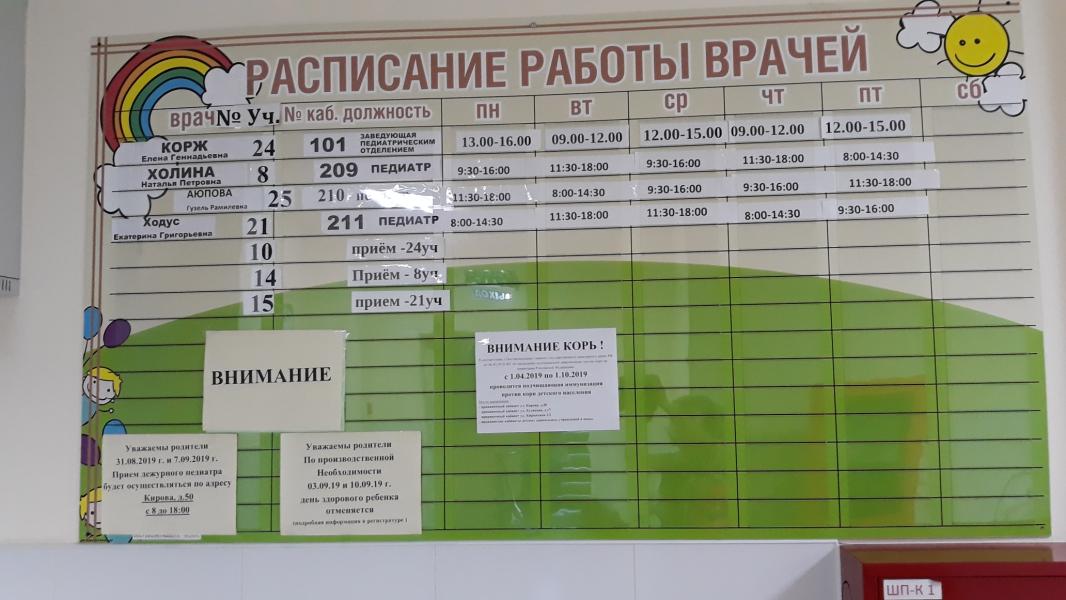 РАСПИСАНИЕ РАБОТЫ ВРАЧЕЙ
врач № Уч. № каб. должность пн вт ср чт пт сб
КОРЖ Елена Геннадьевна 24 101 ЗАВЕДУЮЩАЯ ПЕДИАТРИЧЕСКИМ ОТДЕЛЕНИЕМ 13.00-16.00 09.00-12.00 12.00-15.00 09.00-12.00 12.00-15.00
ХОЛИНА Наталья Петровна 8 209 ПЕДИАТР 9:30-16:00 11:30-18:00 9:30-16:00 11:30-18:00 8:00-14:30
АЮПОВА Гузель Рамилевна 25 210 11:30-18:00 8:00-14:30 9:30-16:00 9:30-16:00 11:30-18:00
Ходус Екатерина Григорьевна 21 211 ПЕДИАТР 8:00-14:30 11:30-18:00 11:30-18:00 8:00-14:30 9:30-16:00
10 приём -24уч
14 Приём - 8уч
15 прием -21уч
ВНИМАНИЕ
ВНИМАНИЕ КОРЬ !
с 1.04.2019 по 1.10.2019
проводится подчищающая иммунизация
против кори детского населения
Уважаемы родители
31.08.2019 г. и 7.09.2019 г.
Прием дежурного педиатра
будет осуществляться по адресу
Кирова, д.50
с 8 до 18:00
Уважаемы родители
По производственной
Необходимости
03.09.19 и 10.09.19 г.
день здорового ребенка
отменяется
(подробная информация в регистратуре )
ШП-К 1